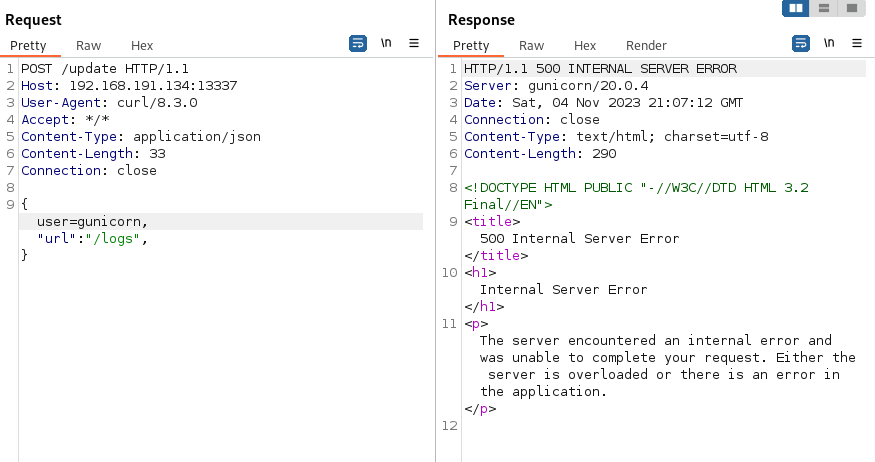 Request
Pretty Raw Hex \n
1 POST /update HTTP/1.1
2 Host: 192.168.191.134:13337
3 User-Agent: curl/8.3.0
4 Accept: */*
5 Content-Type: application/json
6 Content-Length: 33
7 Connection: close
8
9 {
user=gunicorn,
"url":"/logs",
}
Response
Pretty Raw Hex Render \n
1 HTTP/1.1 500 INTERNAL SERVER ERROR
2 Server: gunicorn/20.0.4
3 Date: Sat, 04 Nov 2023 21:07:12 GMT
4 Connection: close
5 Content-Type: text/html; charset=utf-8
6 Content-Length: 290
7
8 <!DOCTYPE HTML PUBLIC "-//W3C//DTD HTML 3.2
Final//EN">
9 <title>
500 Internal Server Error
</title>
10 <h1>
Internal Server Error
</h1>
11 <p>
The server encountered an internal error and
was unable to complete your request. Either the
server is overloaded or there is an error in
the application.
</p>
12